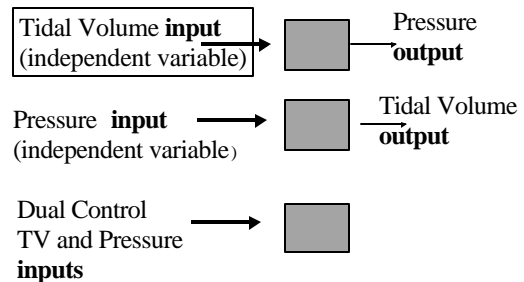 Tidal Volume input
(independent variable)
Pressure
output
Pressure input
(independent variable)
Tidal Volume
output
Dual Control
TV and Pressure
inputs